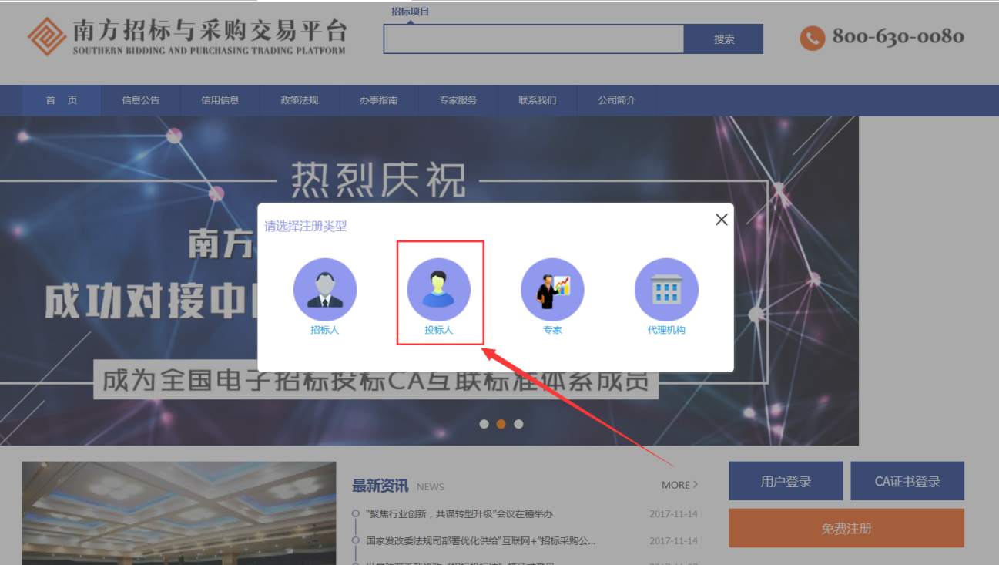 招标项目
南方招标与采购交易平台
SOUTHERN BIDDING AND PURCHASING TRADING PLATFORM
搜索
800-630-0080
首 页
信息公告
信用信息
政策法规
办事指南
专家服务
联系我们
公司简介
热烈庆祝
南方
成功对接中
请选择注册类型
招标人
投标人
专家
代理机构
成为全国电子招标投标CA互联标准体系成员
最新资讯 NEWS
MORE
“聚焦行业创新，共谋转型升级”会议在穗举办 2017-11-14
国家发改委法规司部署优化供给“互联网+”招标采购公... 2017-11-14
用户登录
CA证书登录
免费注册